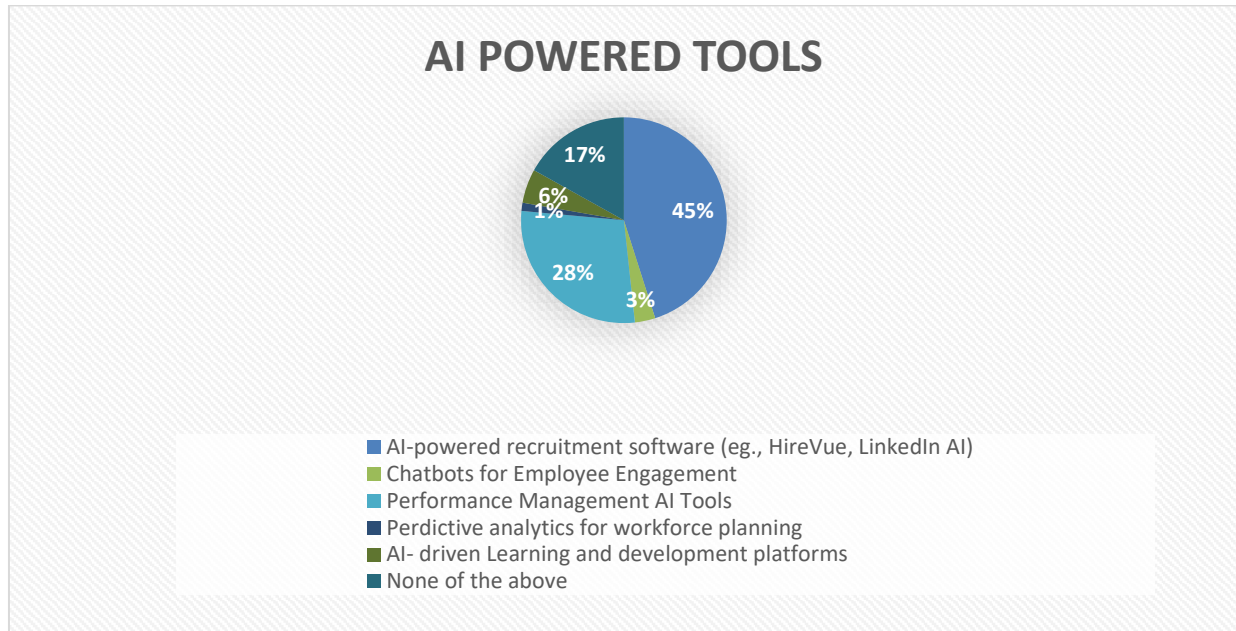 AI POWERED TOOLS
17%
6%
45%
1%
28%
3%
AI-powered recruitment software (eg., HireVue, LinkedIn AI)
Chatbots for Employee Engagement
Performance Management AI Tools
Perdictive analytics for workforce planning
AI- driven Learning and development platforms
None of the above